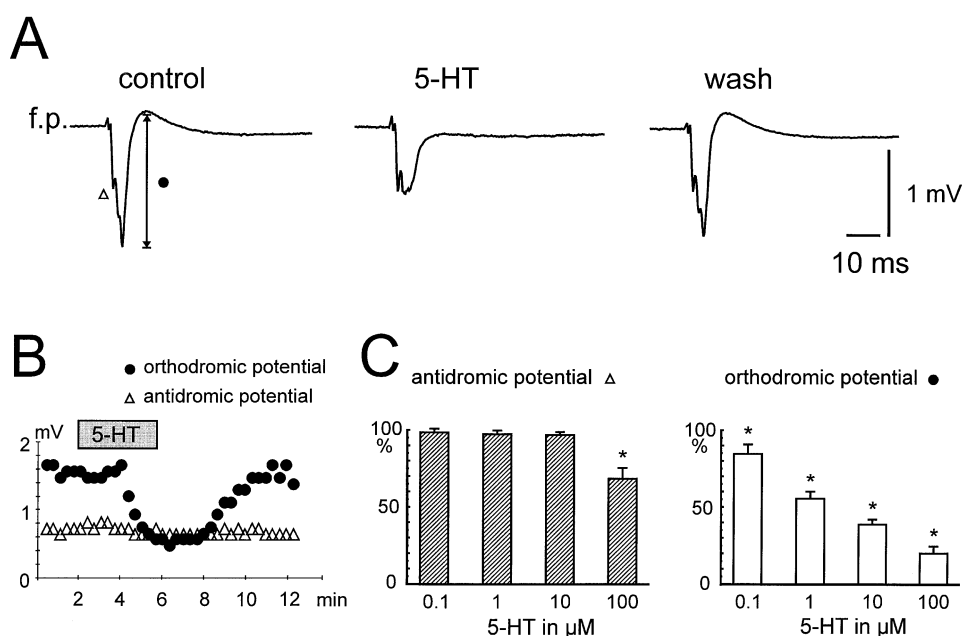 A
control
5-HT
wash
f.p.
△
●
1 mV
10 ms
B
● orthodromic potential
△ antidromic potential
mV
5-HT
2
1
0
2 4 6 8 10 12 min
C
antidromic potential △
100
%
50
0
*
0.1 1 10 100
5-HT in µM
orthodromic potential ●
100
%
50
0
* * * *
0.1 1 10 100
5-HT in µM